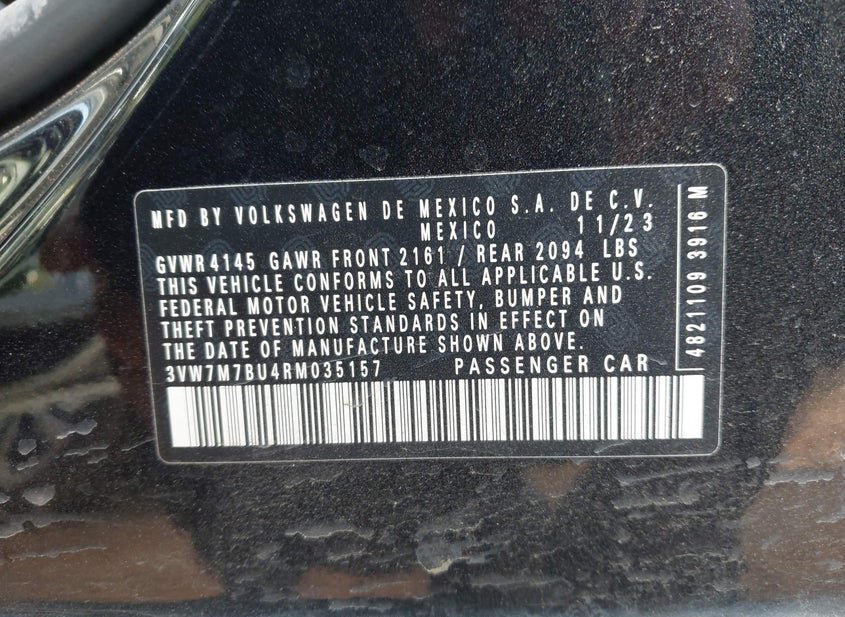 MFD BY VOLKSWAGEN DE MEXICO S.A. DE C.V.
MEXICO 11/23
GVWR 4145 GAWR FRONT 2161 / REAR 2094 LBS
THIS VEHICLE CONFORMS TO ALL APPLICABLE U.S.
FEDERAL MOTOR VEHICLE SAFETY, BUMPER AND
THEFT PREVENTION STANDARDS IN EFFECT ON
THE DATE OF MANUFACTURE SHOWN ABOVE.
3VW7M7BU4RM035157 PASSENGER CAR
4821109 3916 M